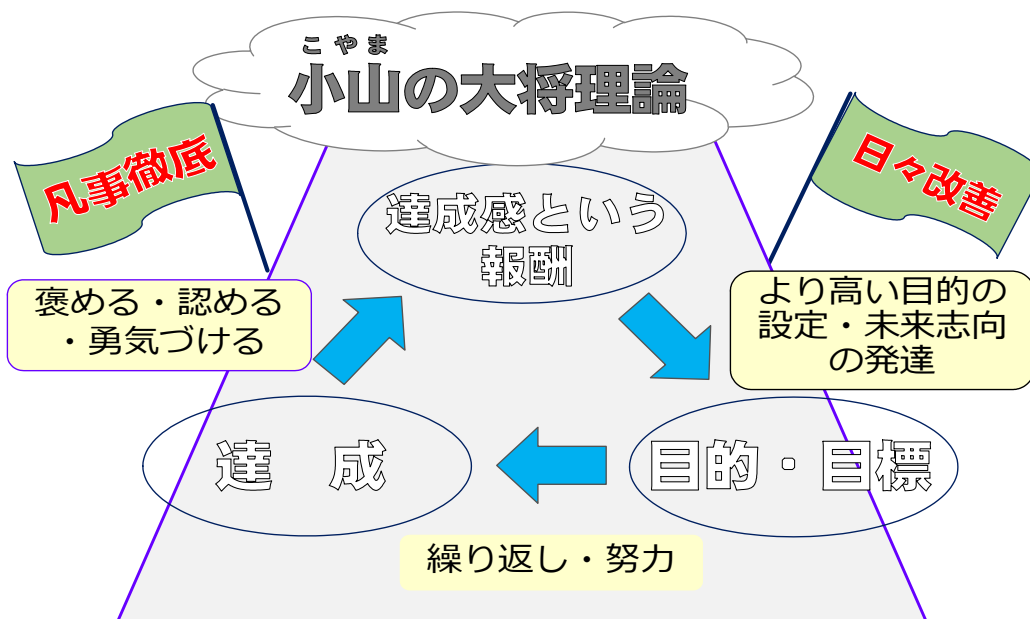 こやま
小山の大将理論
凡事徹底
日々改善
達成感という
報酬
褒める・認める
・勇気づける
より高い目的の
設定・未来志向
の発達
達　成
目的・目標
繰り返し・努力